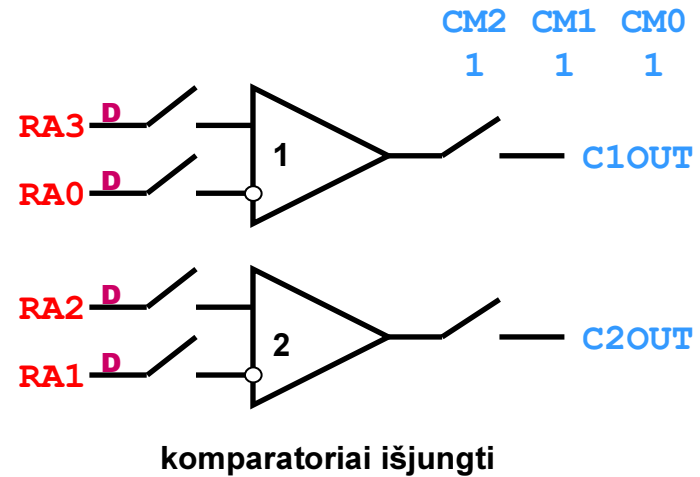 CM2 CM1 CM0
1 1 1
D
RA3
1
C1OUT
D
RA0
D
RA2
2
C2OUT
D
RA1
komparatoriai išjungti